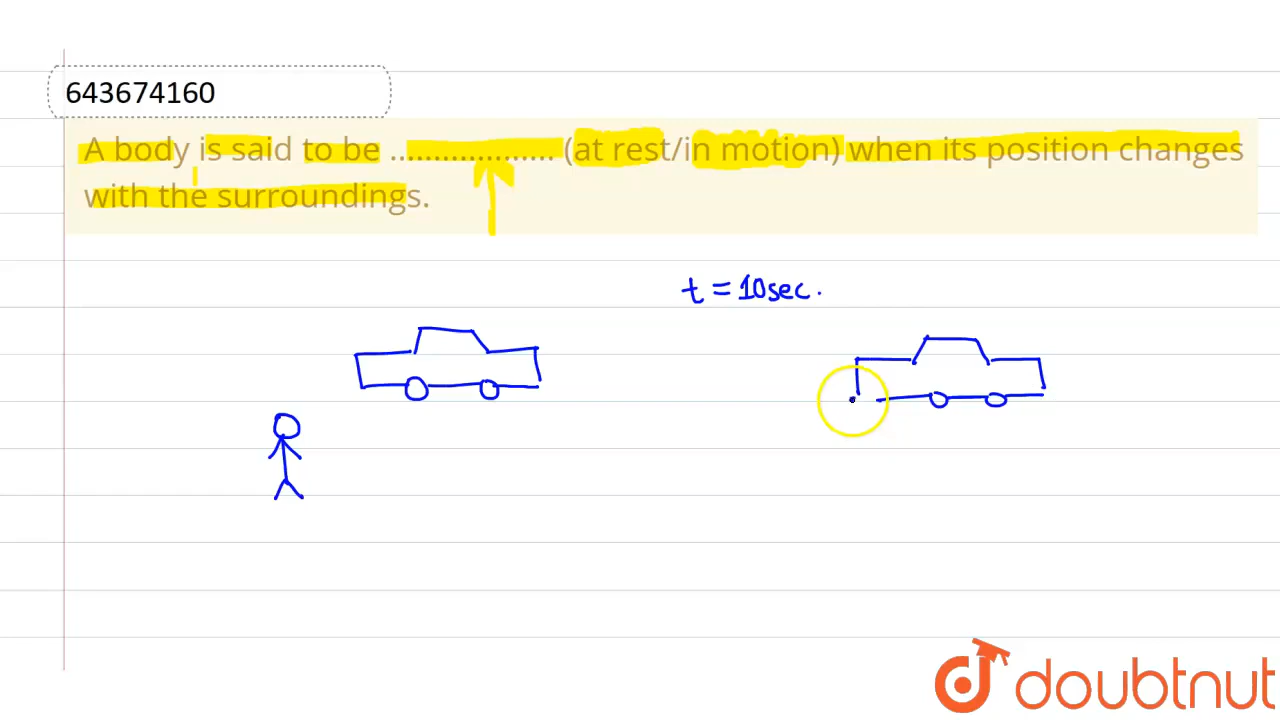 643674160
A body is said to be ................... (at rest/in motion) when its position changes
with the surroundings.
t = 10sec.
doubtnut